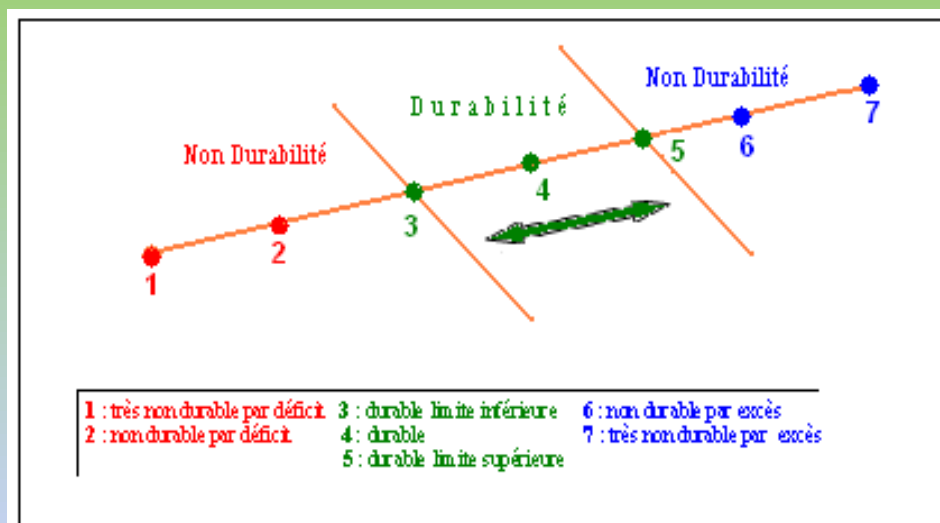 Non Durabilité
Durabilité
Non Durabilité
1
2
3
4
5
6
7
1 : très non durable par déficit 3 : durable limite inférieure 6 : non durable par excès
2 : non durable par déficit 4 : durable 7 : très non durable par excès
5 : durable limite supérieure